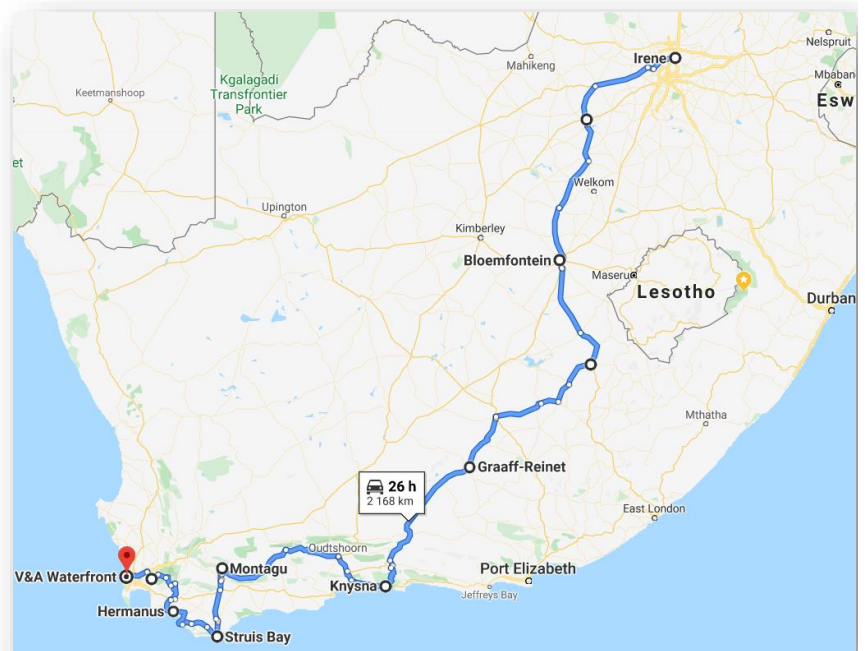 Nelspruit
Irene
Mahikeng
Mbaban
Kgalagadi
Transfrontier
Park
Keetmanshoop
Esw
et
Welkom
Upington
Kimberley
Bloemfontein
Maseru
Lesotho
Durban
Mthatha
Graaff-Reinet
26 h
2 168 km
East London
Oudtshoorn
Montagu
Port Elizabeth
V&A Waterfront
Knysna
Jeffreys Bay
Hermanus
Struis Bay